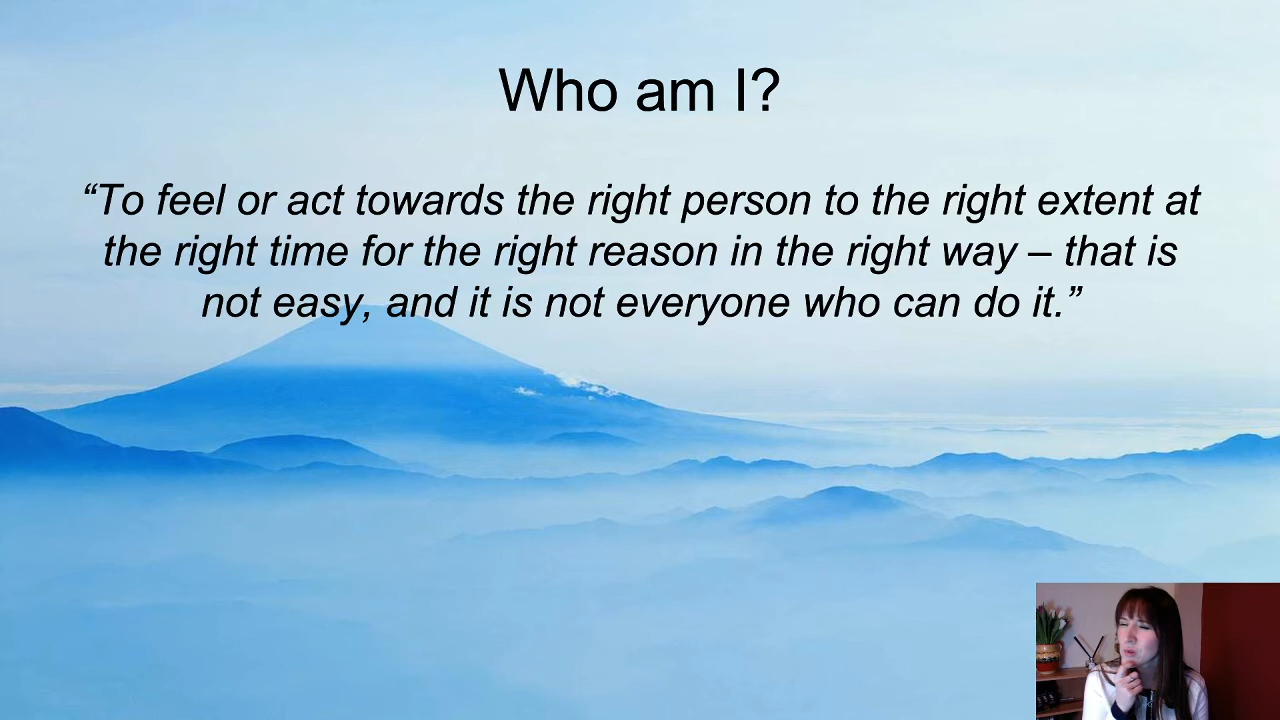 Who am I?
“To feel or act towards the right person to the right extent at
the right time for the right reason in the right way – that is
not easy, and it is not everyone who can do it.”